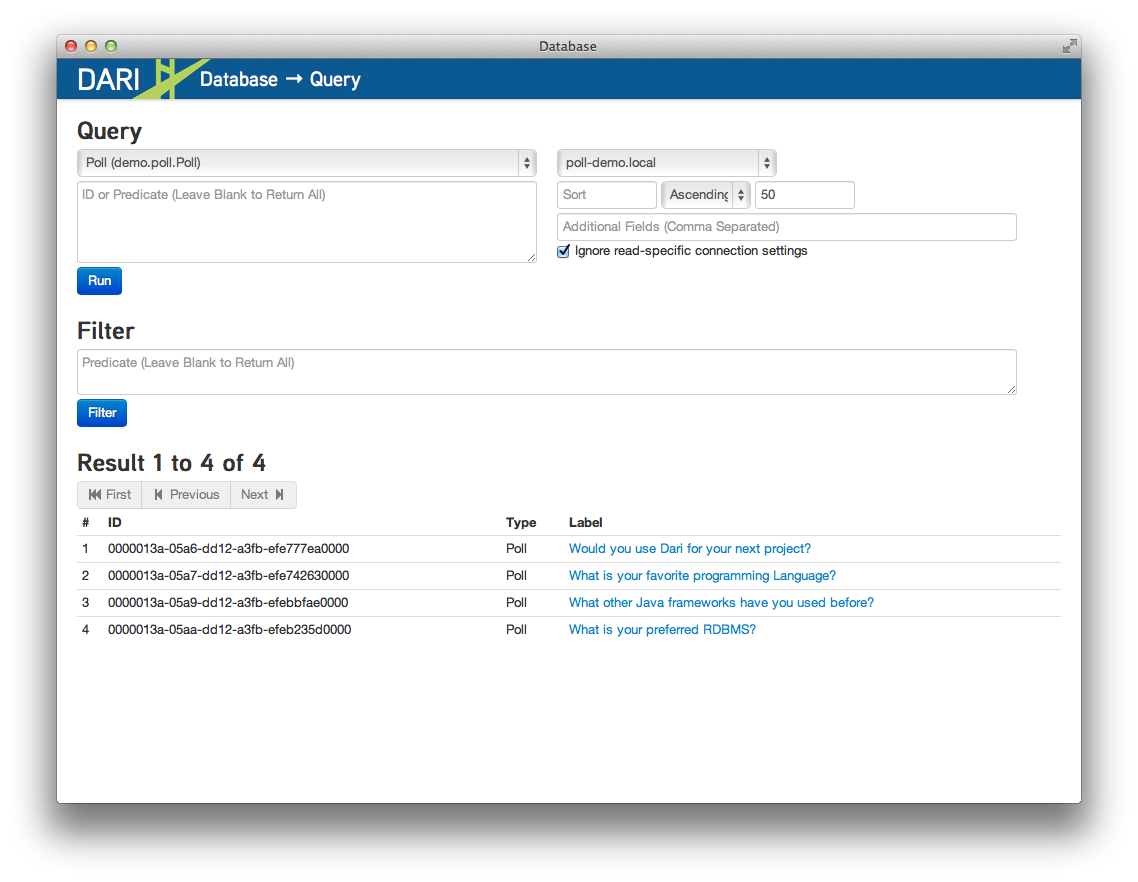 Database
DARI Database → Query
Query
Poll (demo.poll.Poll)
poll-demo.local
ID or Predicate (Leave Blank to Return All)
Sort Ascending 50
Additional Fields (Comma Separated)
Ignore read-specific connection settings
Run
Filter
Predicate (Leave Blank to Return All)
Filter
Result 1 to 4 of 4
First Previous Next
# ID Type Label
1 0000013a-05a6-dd12-a3fb-efe777ea0000 Poll Would you use Dari for your next project?
2 0000013a-05a7-dd12-a3fb-efe742630000 Poll What is your favorite programming Language?
3 0000013a-05a9-dd12-a3fb-efebbfae0000 Poll What other Java frameworks have you used before?
4 0000013a-05aa-dd12-a3fb-efeb235d0000 Poll What is your preferred RDBMS?